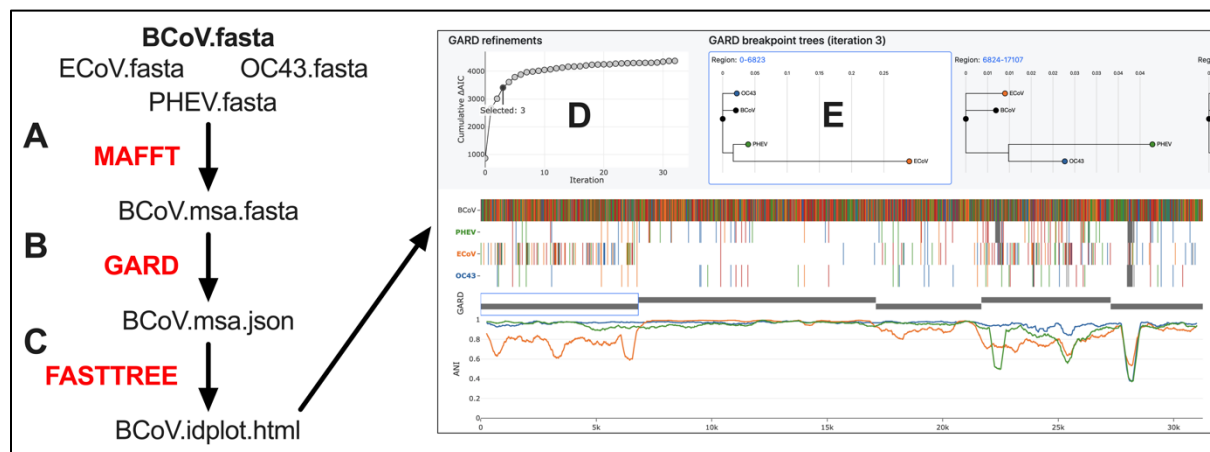 BCoV.fasta
ECoV.fasta OC43.fasta
PHEV.fasta
A
MAFFT
BCoV.msa.fasta
B
GARD
BCoV.msa.json
C
FASTTREE
BCoV.idplot.html
GARD refinements
Cumulative ΔAIC
4000
3000
2000
1000
Selected: 3
D
0 10 20 30
Iteration
GARD breakpoint trees (iteration 3)
Region: 0-6823
0 0.05 0.1 0.15 0.2 0.25
OC43
BCoV
E
PHEV
ECoV
Region: 6824-17107
0 0.01 0.01 0.01 0.02 0.03 0.03 0.04 0.04
ECoV
BCoV
PHEV
OC43
BCoV
PHEV
ECoV
OC43
GARD
ANI
1
0.8
0.6
0.4
0.2
0
0 5k 10k 15k 20k 25k 30k